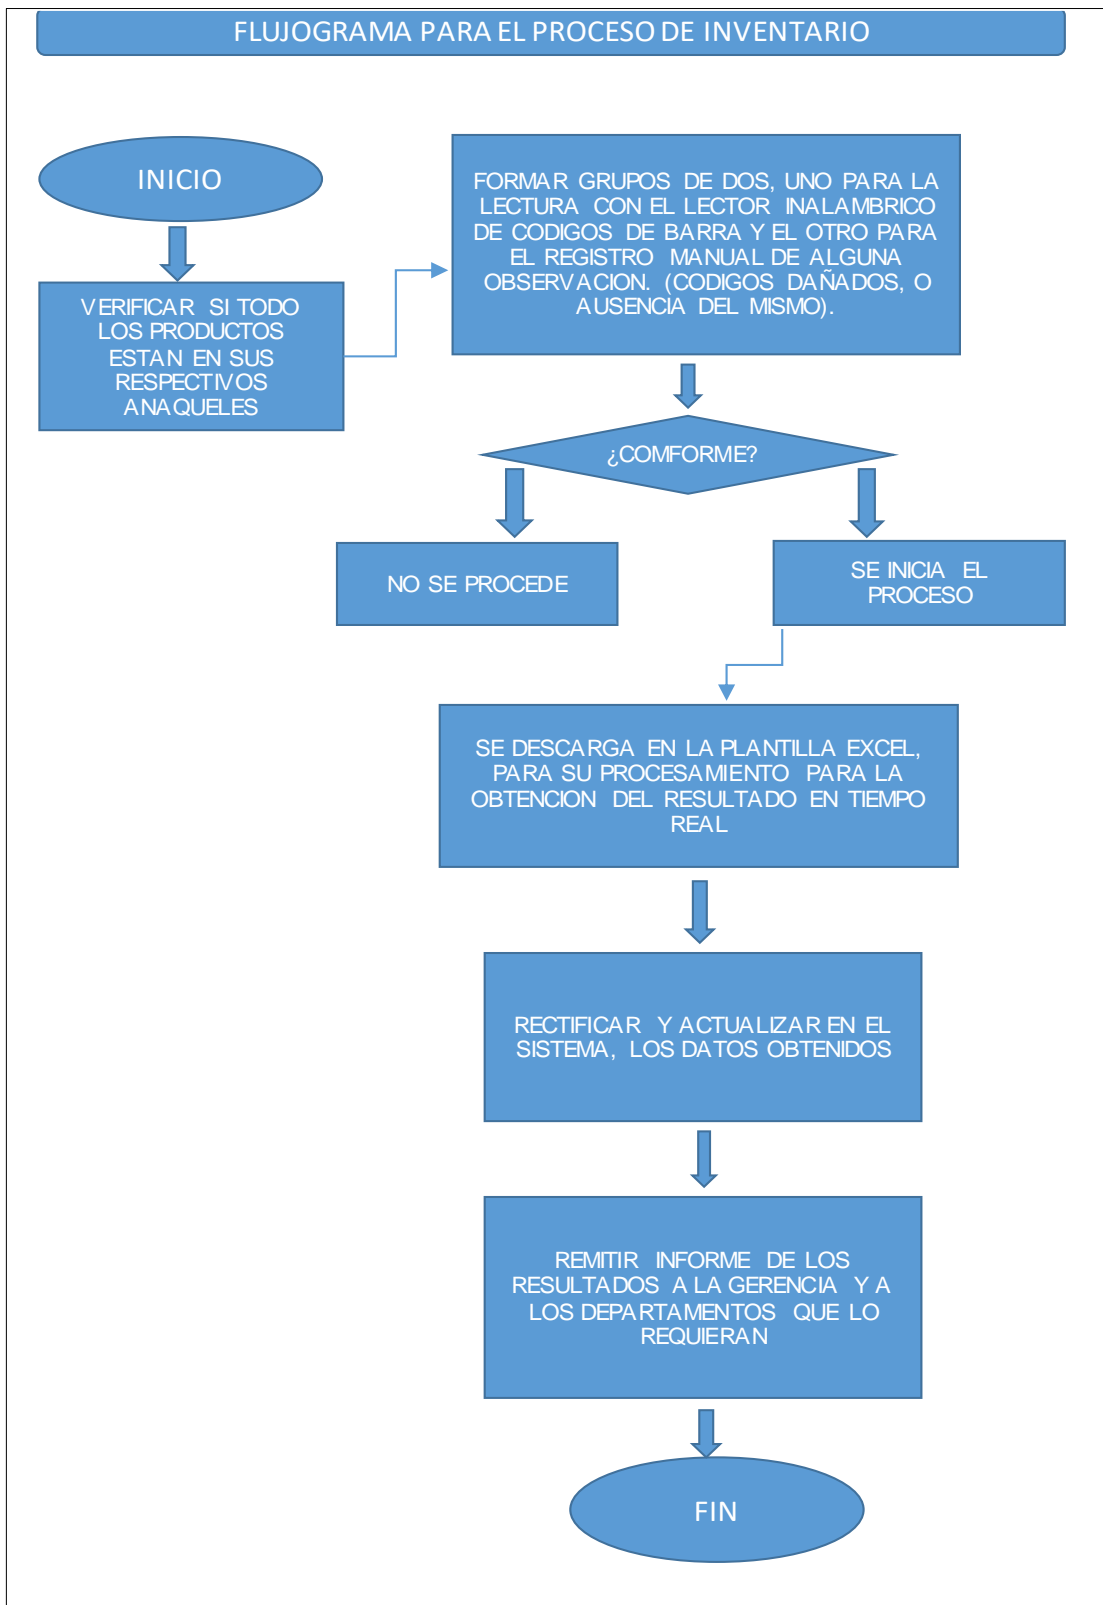 FLUJOGRAMA PARA EL PROCESO DE INVENTARIO
INICIO
VERIFICAR SI TODO
LOS PRODUCTOS
ESTAN EN SUS
RESPECTIVOS
ANAQUELES
FORMAR GRUPOS DE DOS, UNO PARA LA
LECTURA CON EL LECTOR INALAMBRICO
DE CODIGOS DE BARRA Y EL OTRO PARA
EL REGISTRO MANUAL DE ALGUNA
OBSERVACION. (CODIGOS DAÑADOS, O
AUSENCIA DEL MISMO).
¿COMFORME?
NO SE PROCEDE
SE INICIA EL
PROCESO
SE DESCARGA EN LA PLANTILLA EXCEL,
PARA SU PROCESAMIENTO PARA LA
OBTENCION DEL RESULTADO EN TIEMPO
REAL
RECTIFICAR Y ACTUALIZAR EN EL
SISTEMA, LOS DATOS OBTENIDOS
REMITIR INFORME DE LOS
RESULTADOS A LA GERENCIA Y A
LOS DEPARTAMENTOS QUE LO
REQUIERAN
FIN